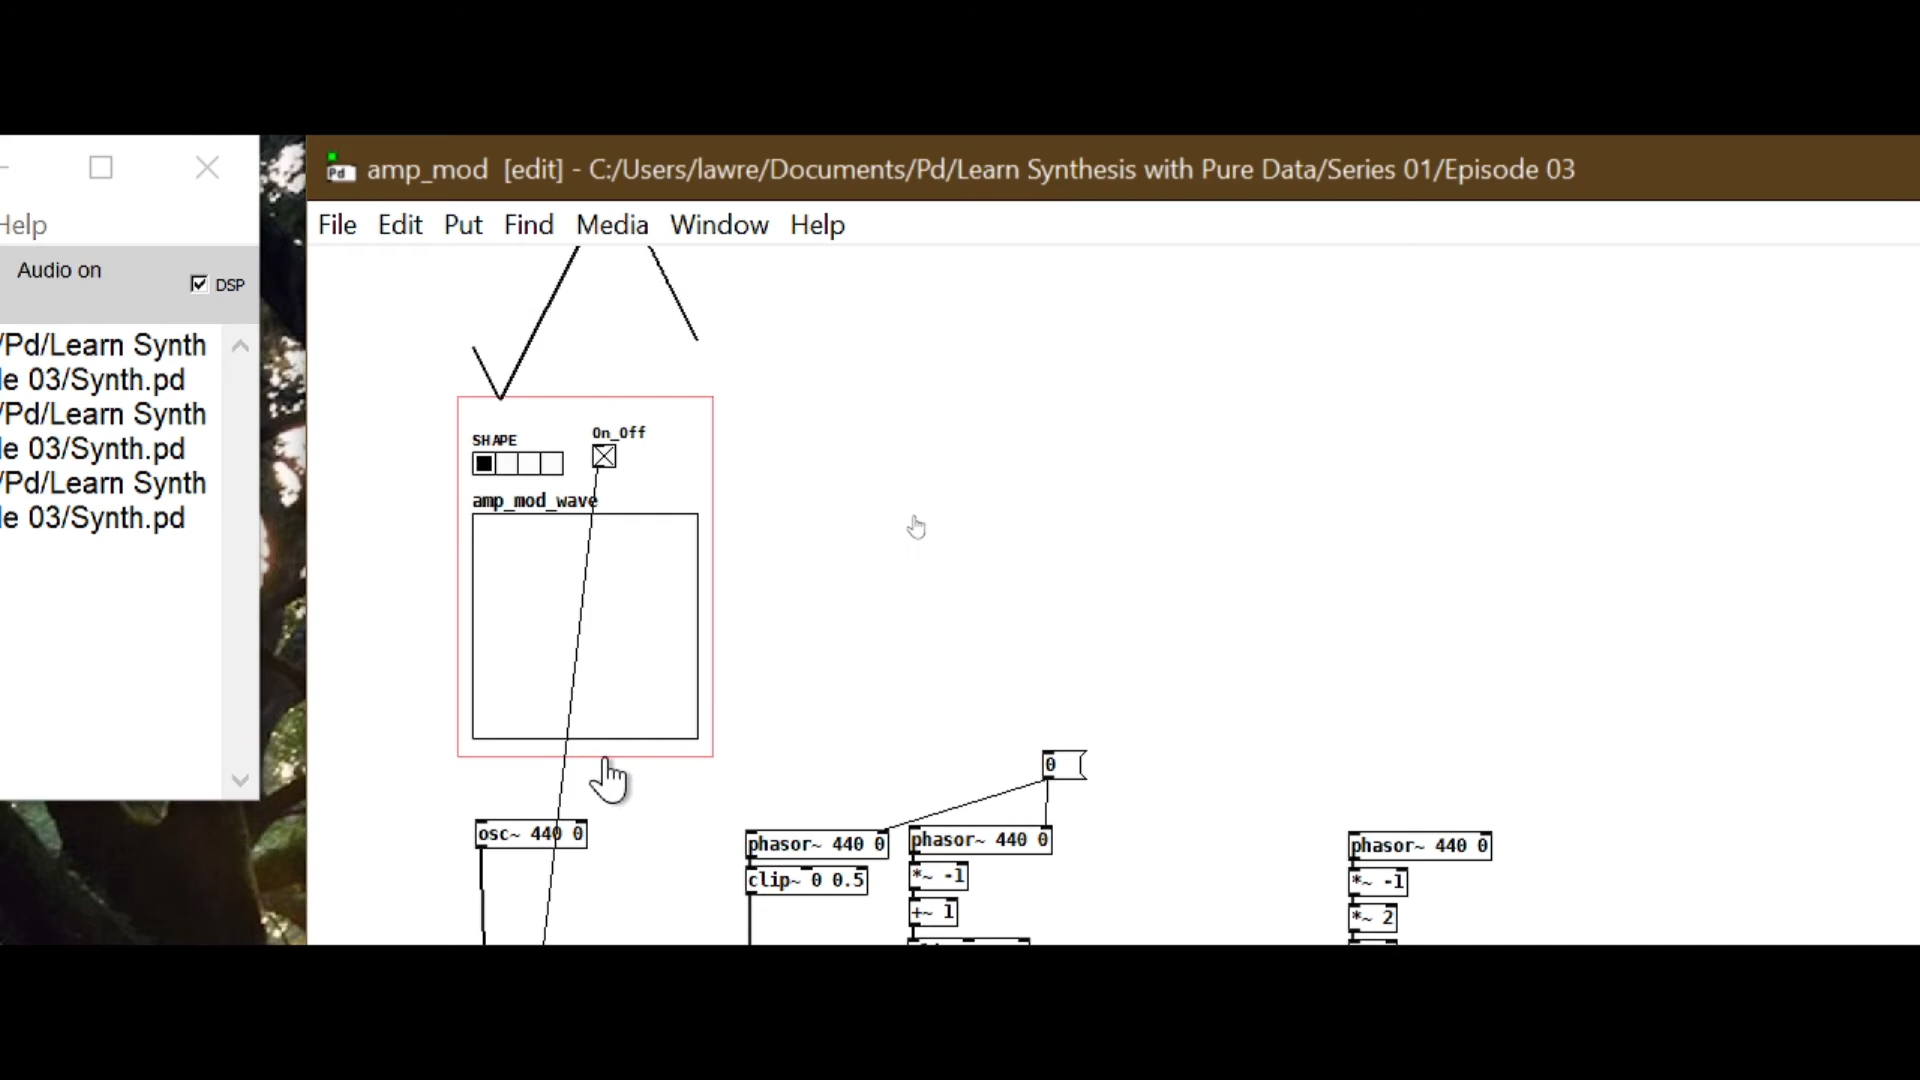 Help
Audio on
DSP
/Pd/Learn Synth
le 03/Synth.pd
/Pd/Learn Synth
le 03/Synth.pd
/Pd/Learn Synth
le 03/Synth.pd
Pd
amp_mod [edit] - C:/Users/lawre/Documents/Pd/Learn Synthesis with Pure Data/Series 01/Episode 03
File Edit Put Find Media Window Help
SHAPE
On_Off
amp_mod_wave
0
osc~ 440 0
phasor~ 440 0
phasor~ 440 0
phasor~ 440 0
clip~ 0 0.5
*~ -1
*~ -1
+~ 1
*~ 2